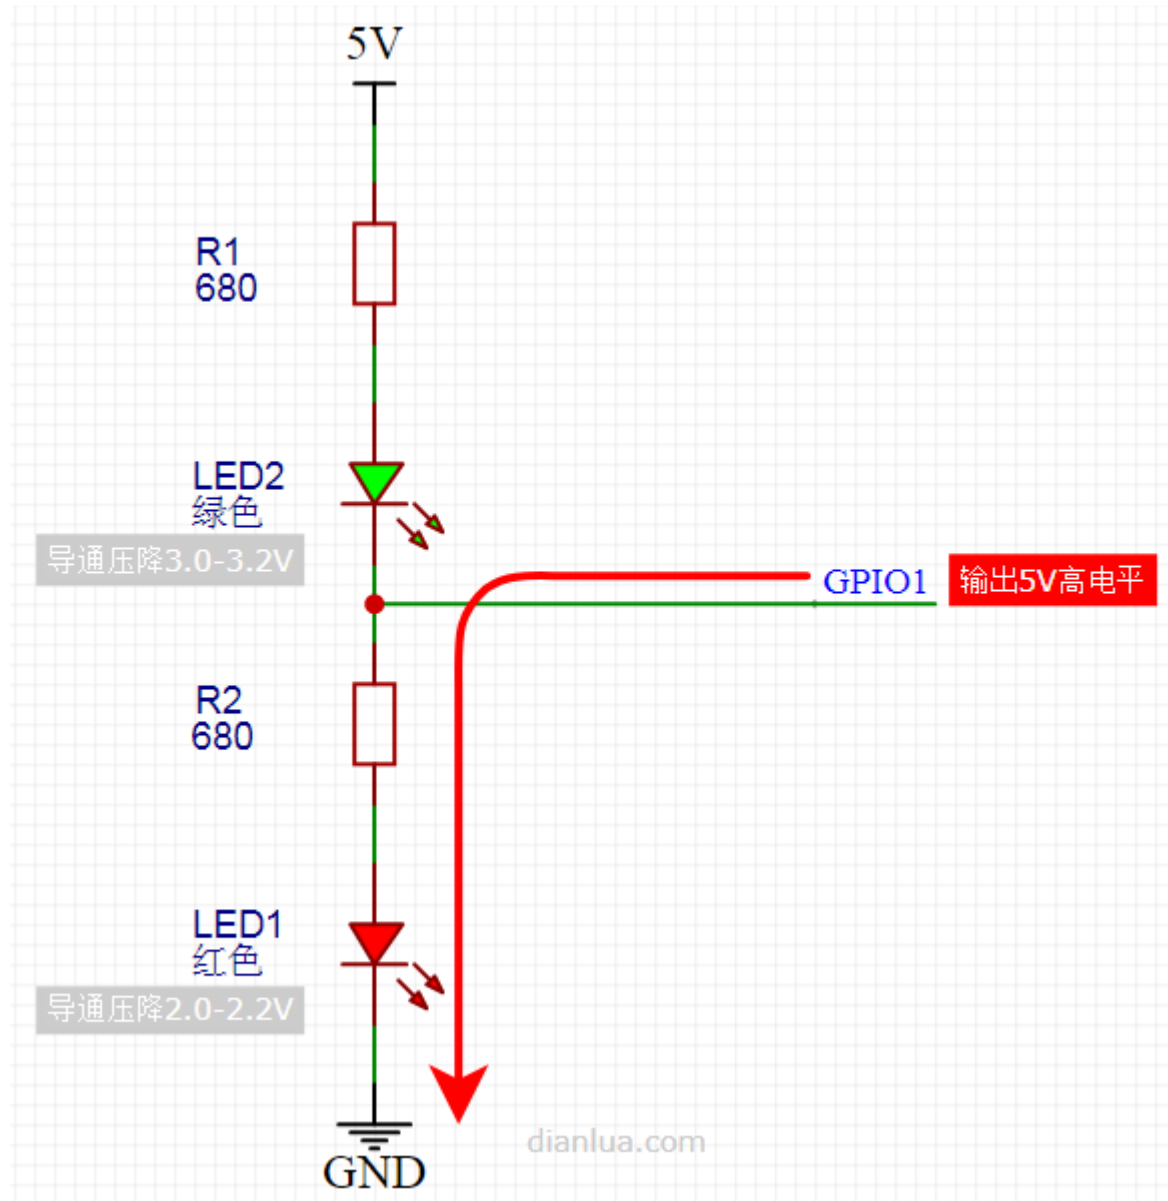 5V
R1
680
LED2
绿色
导通压降3.0-3.2V
GPIO1
输出5V高电平
R2
680
LED1
红色
导通压降2.0-2.2V
dianlua.com
GND